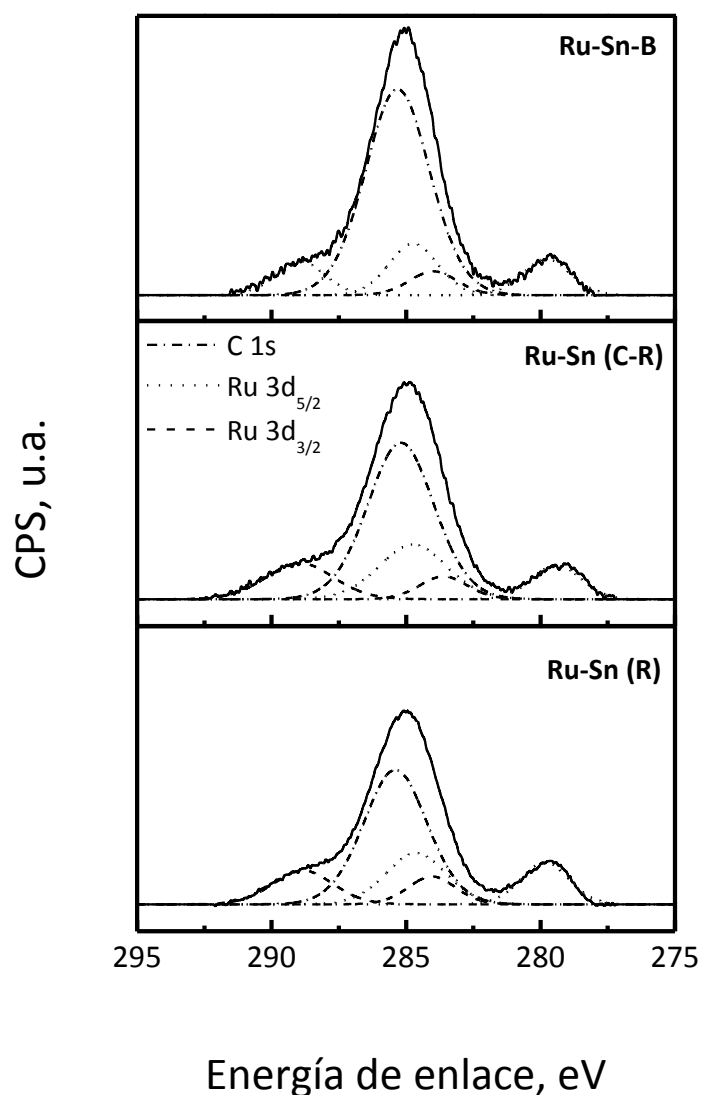 Ru-Sn-B
C 1s
Ru 3d5/2
Ru 3d3/2
Ru-Sn (C-R)
Ru-Sn (R)
CPS, u.a.
295 290 285 280 275
Energía de enlace, eV